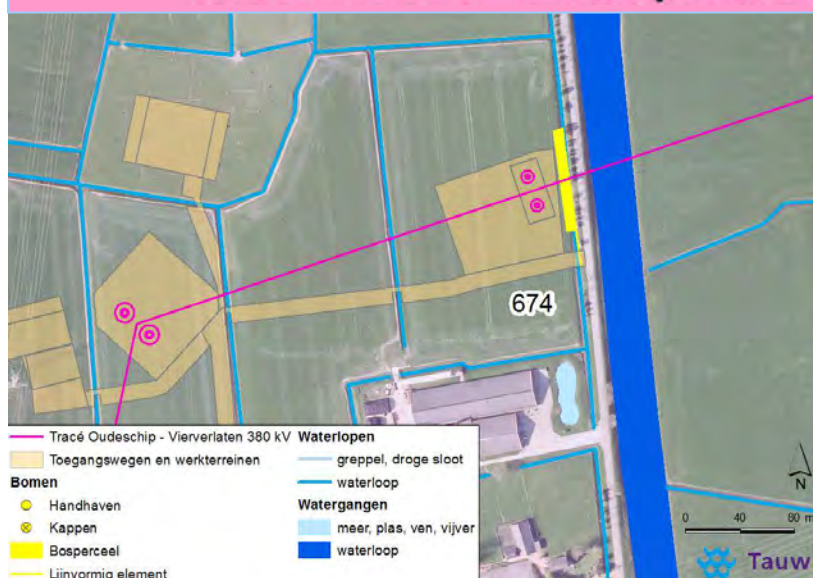 674
Tracé Oudeschip - Vierverlaten 380 kV
Toegangswegen en werkterreinen
Bomen
Handhaven
Kappen
Bosperceel
Lijnvormig element
Waterlopen
greppel, droge sloot
waterloop
Watergangen
meer, plas, ven, vijver
waterloop
N
0 40 80 m
Tauw